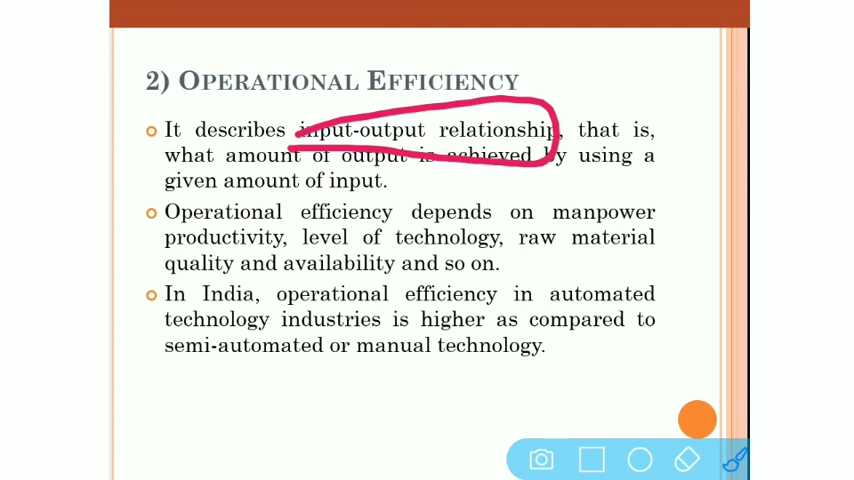 2) OPERATIONAL EFFICIENCY
It describes input-output relationship, that is,
what amount of output is achieved by using a
given amount of input.
Operational efficiency depends on manpower
productivity, level of technology, raw material
quality and availability and so on.
In India, operational efficiency in automated
technology industries is higher as compared to
semi-automated or manual technology.